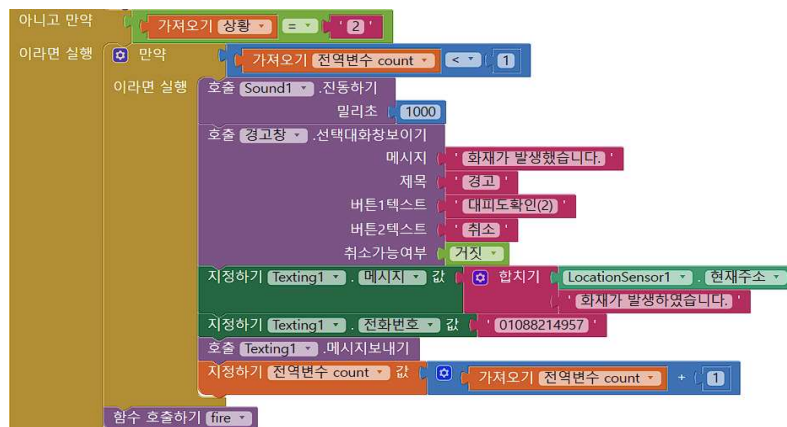 아니고 만약 가져오기 상황 = ' 2 '
이라면 실행 만약 가져오기 전역변수 count < 1
이라면 실행 호출 Sound1 .진동하기
밀리초 1000
호출 경고창 .선택대화창보이기
메시지 ' 화재가 발생했습니다. '
제목 ' 경고 '
버튼1텍스트 ' 대피도확인(2) '
버튼2텍스트 ' 취소 '
취소가능여부 거짓
지정하기 Texting1 . 메시지 값 합치기 LocationSensor1 . 현재주소
' 화재가 발생하였습니다. '
지정하기 Texting1 . 전화번호 값 ' 01088214957 '
호출 Texting1 .메시지보내기
지정하기 전역변수 count 값 가져오기 전역변수 count + 1
함수 호출하기 fire